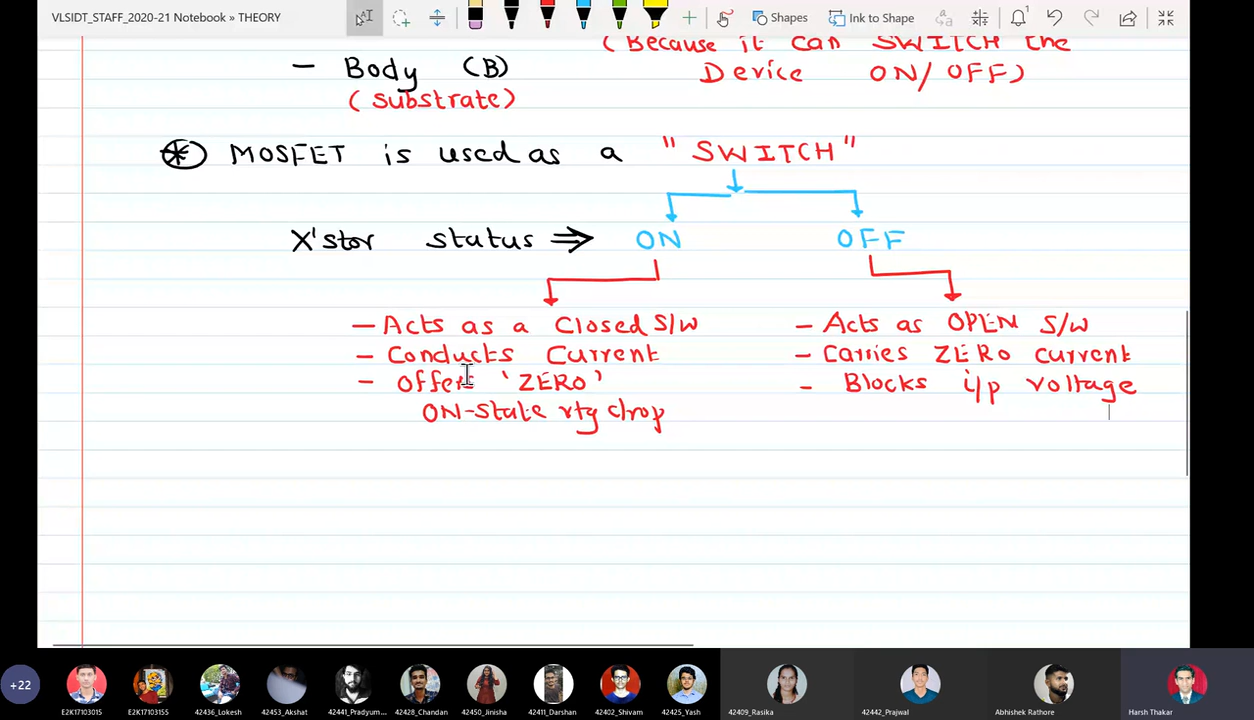 VLSIDT_STAFF_2020-21 Notebook » THEORY
Shapes Ink to Shape
(Because it can SWITCH the
— Body (B) Device ON/OFF)
(Substrate)
* MOSFET is used as a "SWITCH"
X'stor status ⇒ ON OFF
— Acts as a Closed S/W — Acts as OPEN S/W
— Conducts Current — Carries ZERO current
— Offers 'ZERO' — Blocks i/p voltage
ON-state vtg drop
+22
E2K17103015 E2K17103155 42436_Lokesh 42453_Akshat 42441_Pradyum... 42428_Chandan 42450_Jinisha 42411_Darshan 42402_Shivam 42425_Yash 42409_Rasika 42442_Prajwal Abhishek Rathore Harsh Thakar